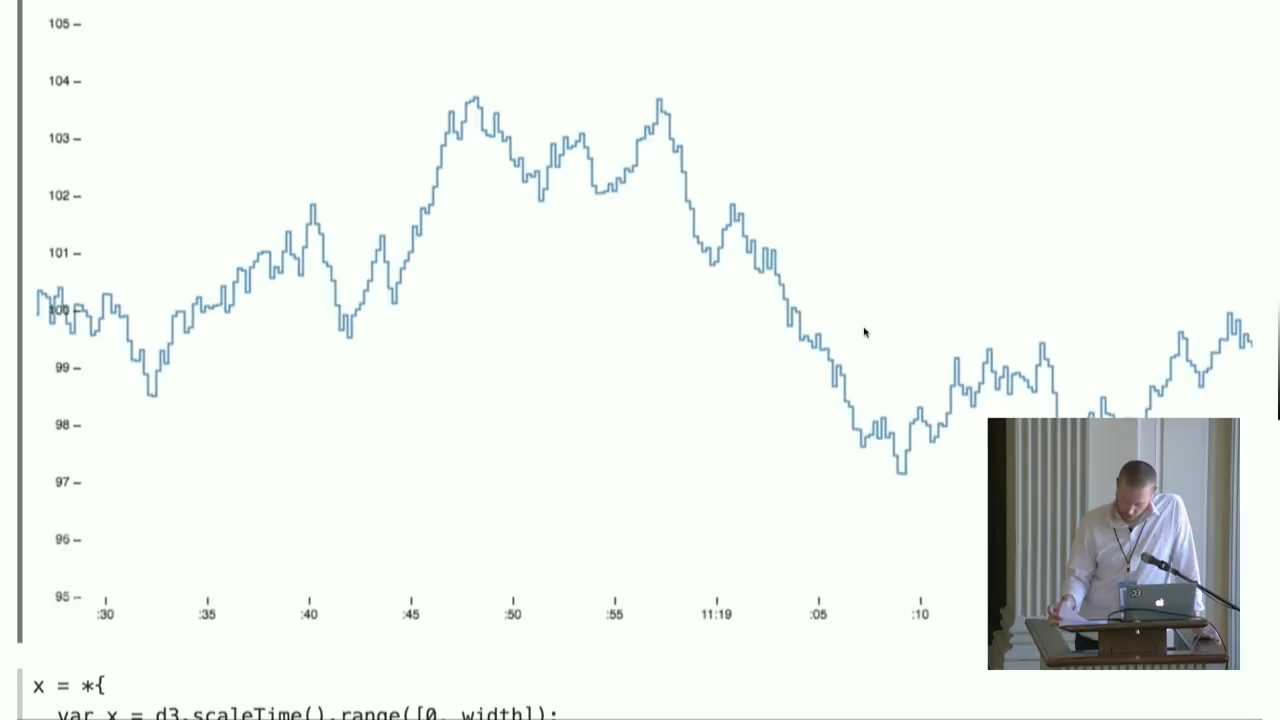 105
104
103
102
101
100
99
98
97
96
95
:30 :35 :40 :45 :50 :55 11:19 :05 :10
x = *{
var x = d3.scaleTime().range([0, width]);
D3